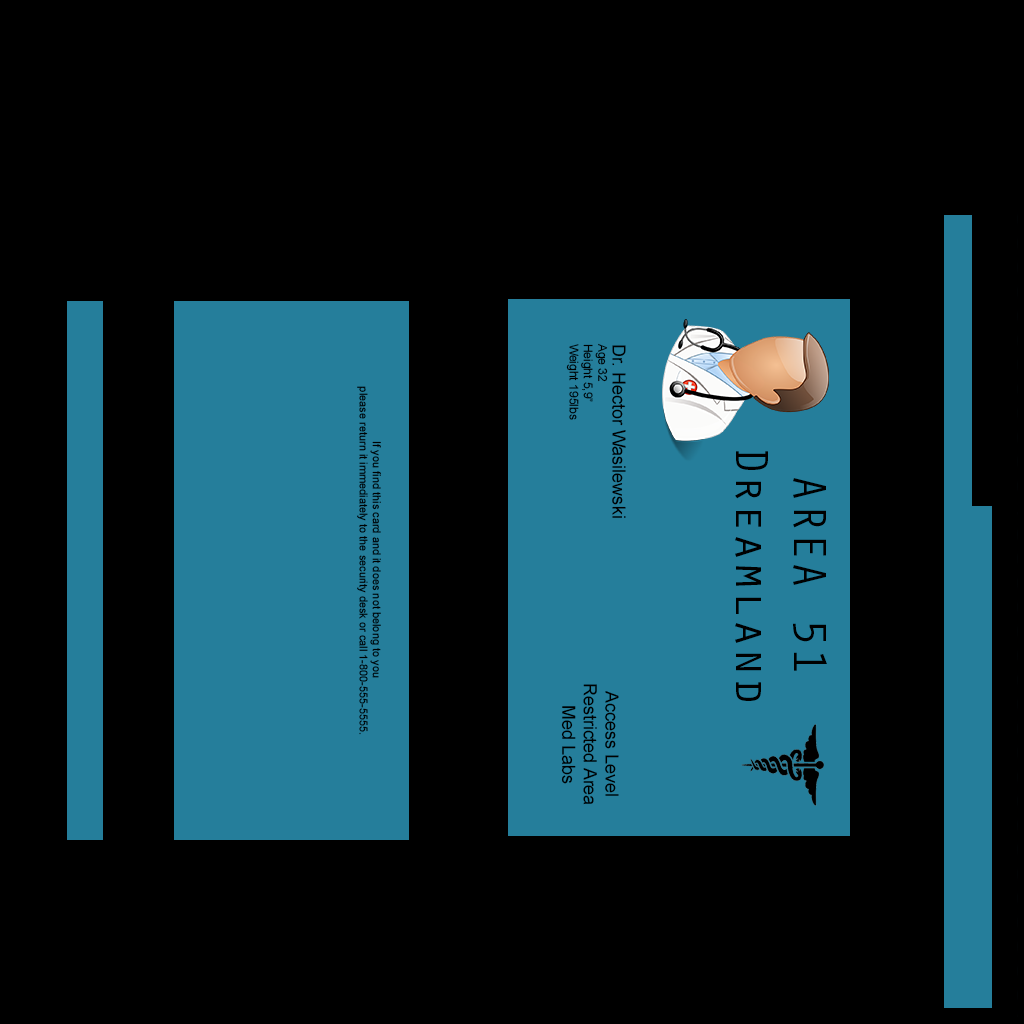 AREA 51
DREAMLAND
Dr. Hector Wasilewski
Age 32
Height 5,9"
Weight 195lbs
Access Level
Restricted Area
Med Labs
If you find this card and it does not belong to you
please return it immediately to the security desk or call 1-800-555-5555.